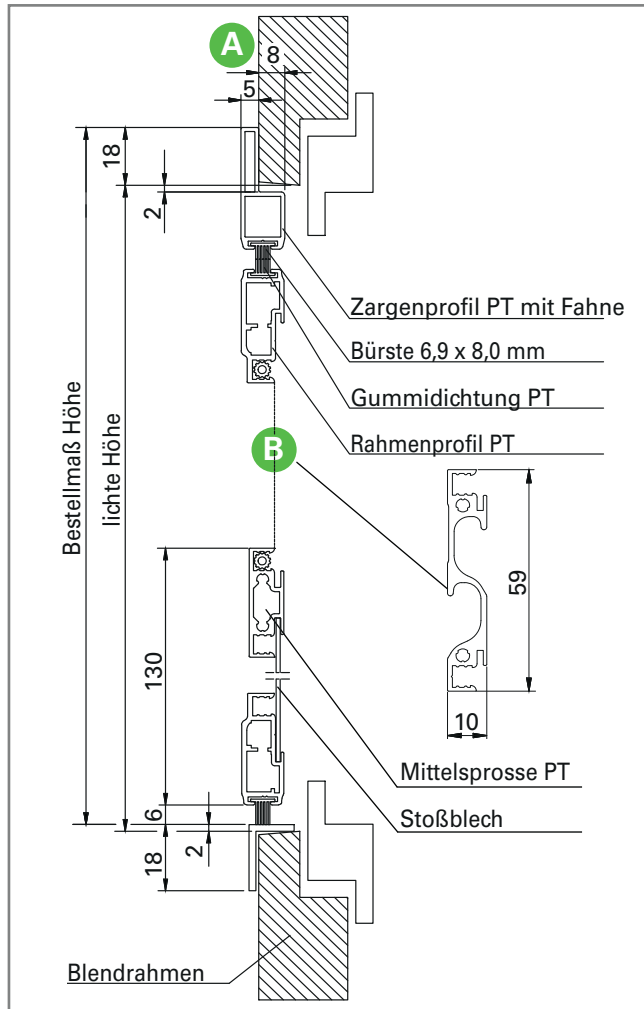 A
8
5
18
2
Zargenprofil PT mit Fahne
Bürste 6,9 x 8,0 mm
Gummidichtung PT
Rahmenprofil PT
B
Bestellmaß Höhe
lichte Höhe
59
10
130
Mittelsprosse PT
Stoßblech
6
2
18
Blendrahmen